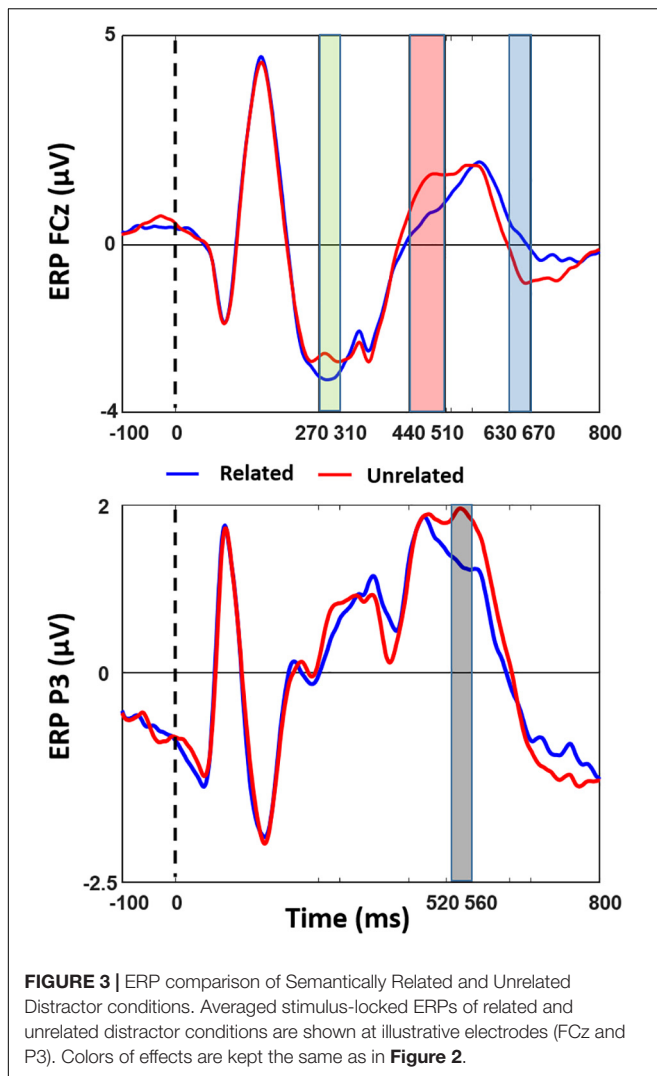 5
ERP FCz (µV)
0
-4
-100 0 270 310 440 510 630 670 800
Related Unrelated
2
ERP P3 (µV)
0
-2.5
-100 0 520 560 800
Time (ms)
FIGURE 3 | ERP comparison of Semantically Related and Unrelated
Distractor conditions. Averaged stimulus-locked ERPs of related and
unrelated distractor conditions are shown at illustrative electrodes (FCz and
P3). Colors of effects are kept the same as in Figure 2.